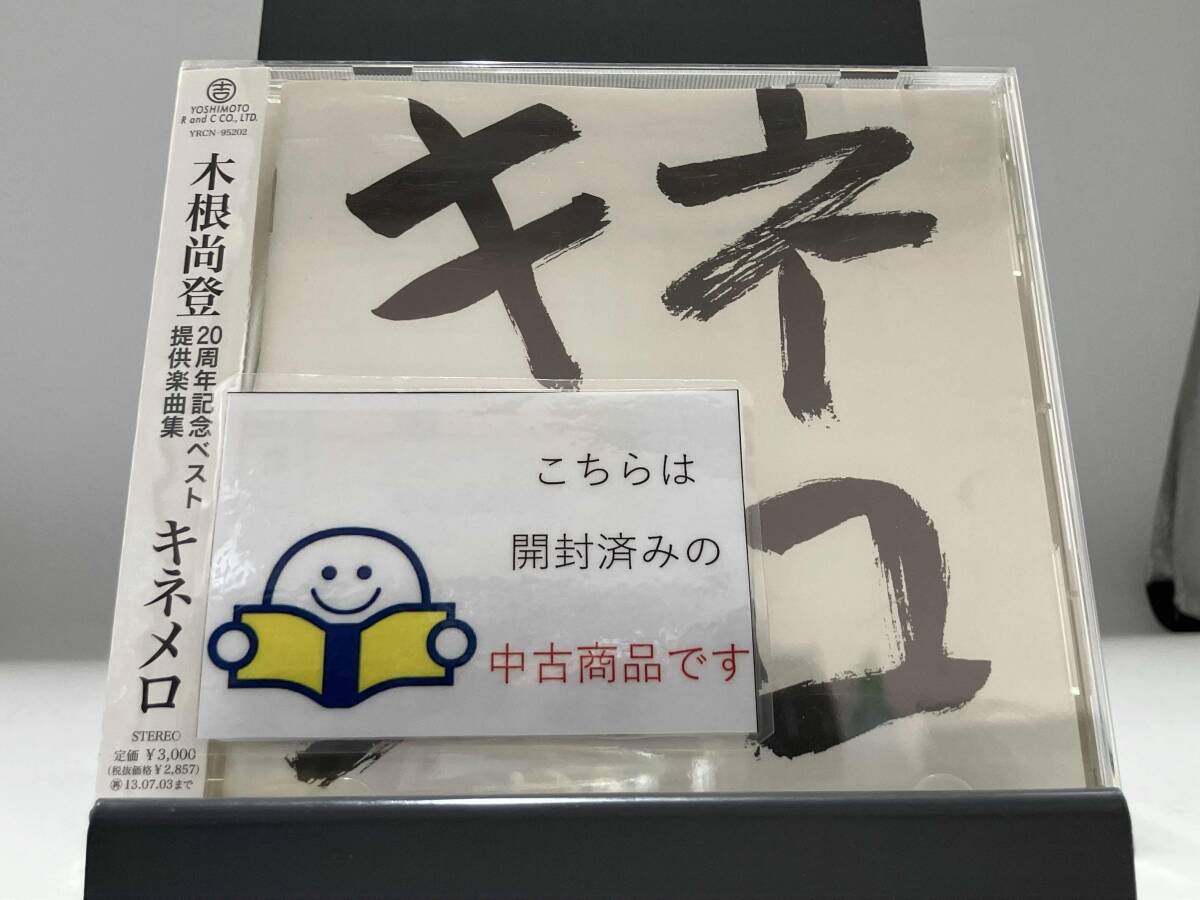 吉
YOSHIMOTO
R and C CO., LTD.
YRCN-95202
木根尚登
20周年記念ベスト
提供楽曲集
キネメロ
STEREO
定価 ¥3,000
(税抜価格 ¥2,857)
再 13.07.03まで
キネ
ロ
こちらは
開封済みの
中古商品です